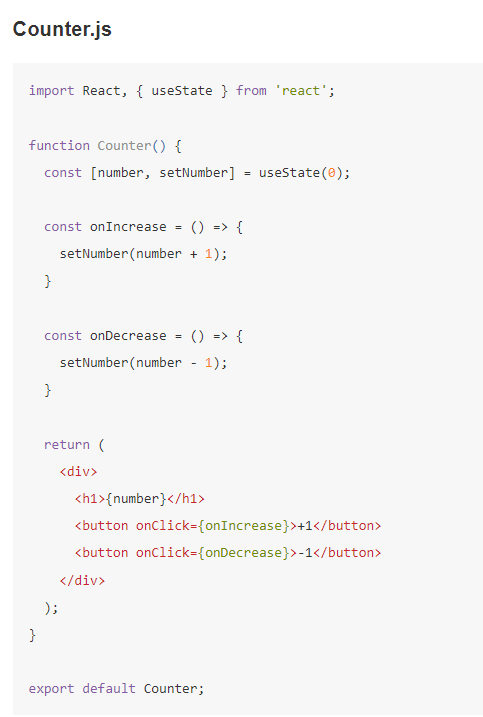 Counter.js
import React, { useState } from 'react';
function Counter() {
  const [number, setNumber] = useState(0);
  const onIncrease = () => {
    setNumber(number + 1);
  }
  const onDecrease = () => {
    setNumber(number - 1);
  }
  return (
    <div>
      <h1>{number}</h1>
      <button onClick={onIncrease}>+1</button>
      <button onClick={onDecrease}>-1</button>
    </div>
  );
}
export default Counter;